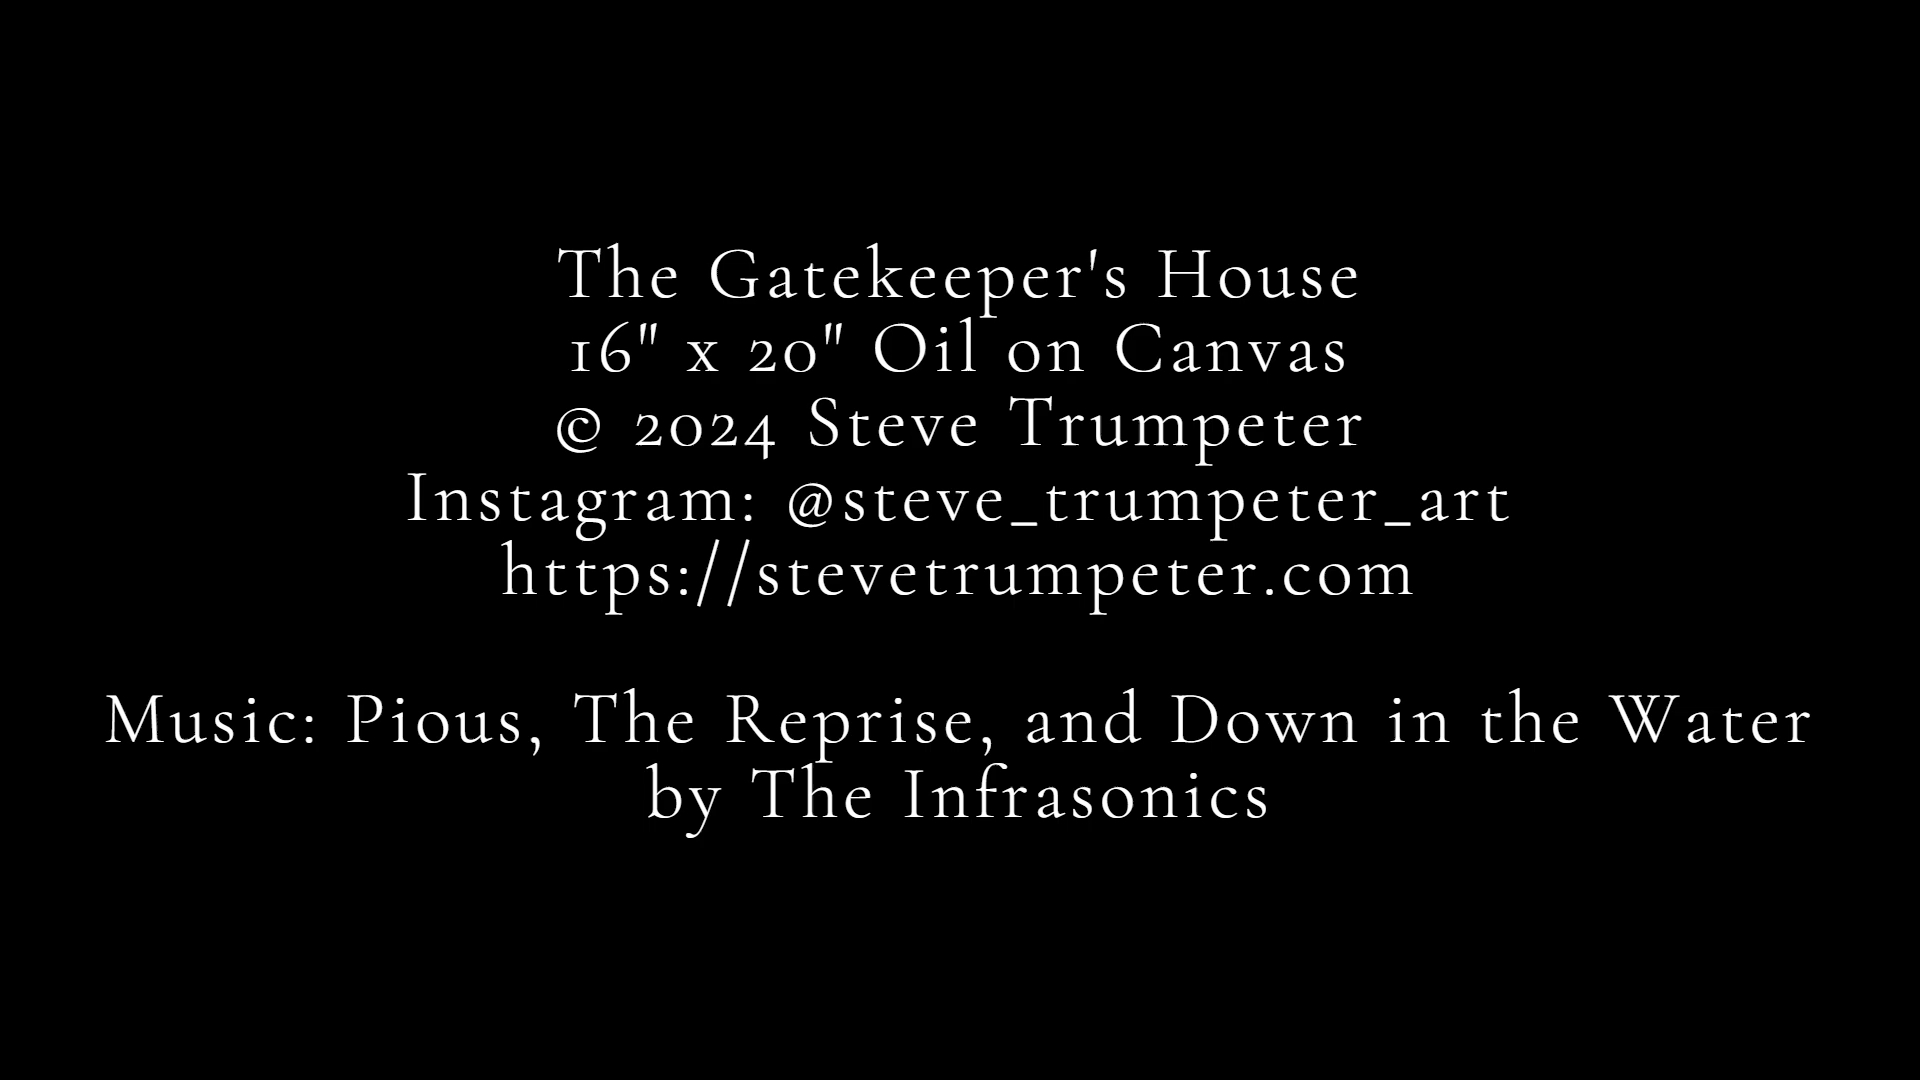 The Gatekeeper's House
16" x 20" Oil on Canvas
© 2024 Steve Trumpeter
Instagram: @steve_trumpeter_art
https://stevetrumpeter.com
Music: Pious, The Reprise, and Down in the Water
by The Infrasonics